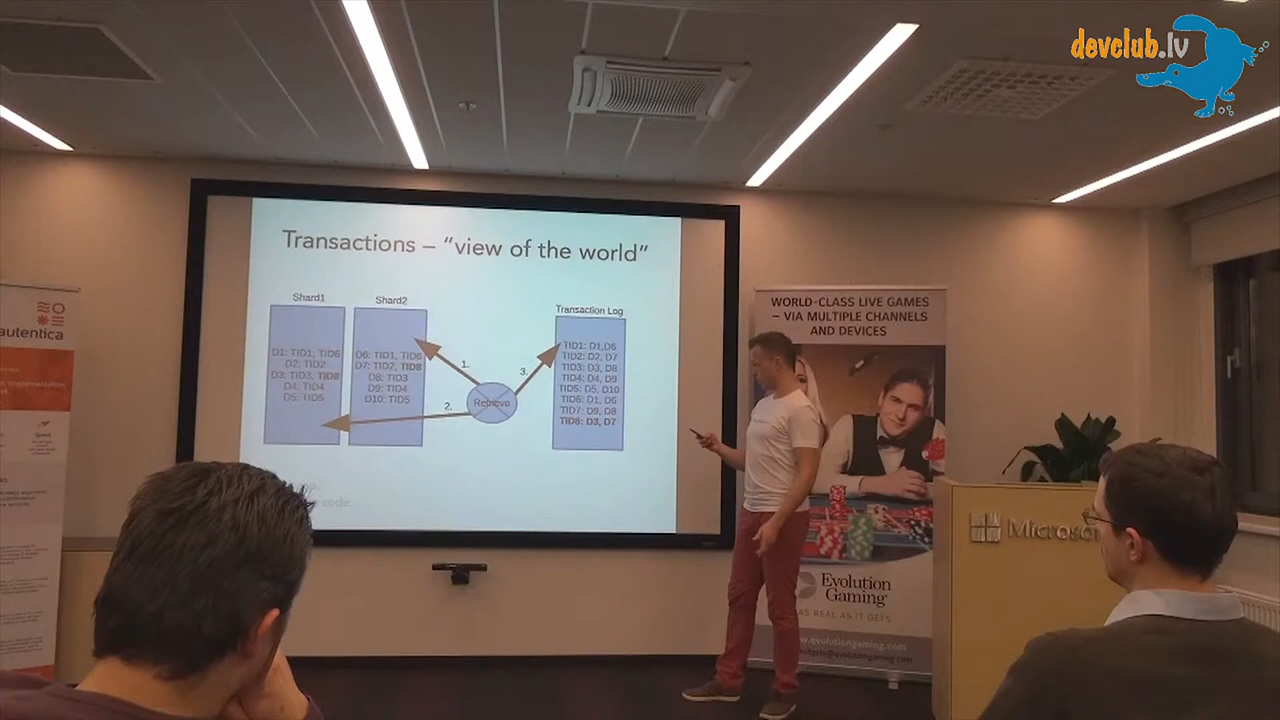 devclub.lv
Transactions – "view of the world"
Shard1
D1: TID1, TID6
D2: TID2
D3: TID3, TID8
D4: TID4
D5: TID5
Shard2
D6: TID1, TID6
D7: TID2, TID8
D8: TID3
D9: TID4
D10: TID5
1.
2.
3.
Retrieve
Transaction Log
TID1: D1,D6
TID2: D2, D7
TID3: D3, D8
TID4: D4, D9
TID5: D5, D10
TID6: D1, D6
TID7: D9, D8
TID8: D3, D7
code.
autentica
WORLD-CLASS LIVE GAMES
– VIA MULTIPLE CHANNELS
AND DEVICES
Evolution
Gaming
AS REAL AS IT GETS
www.evolutiongaming.com
Microsof